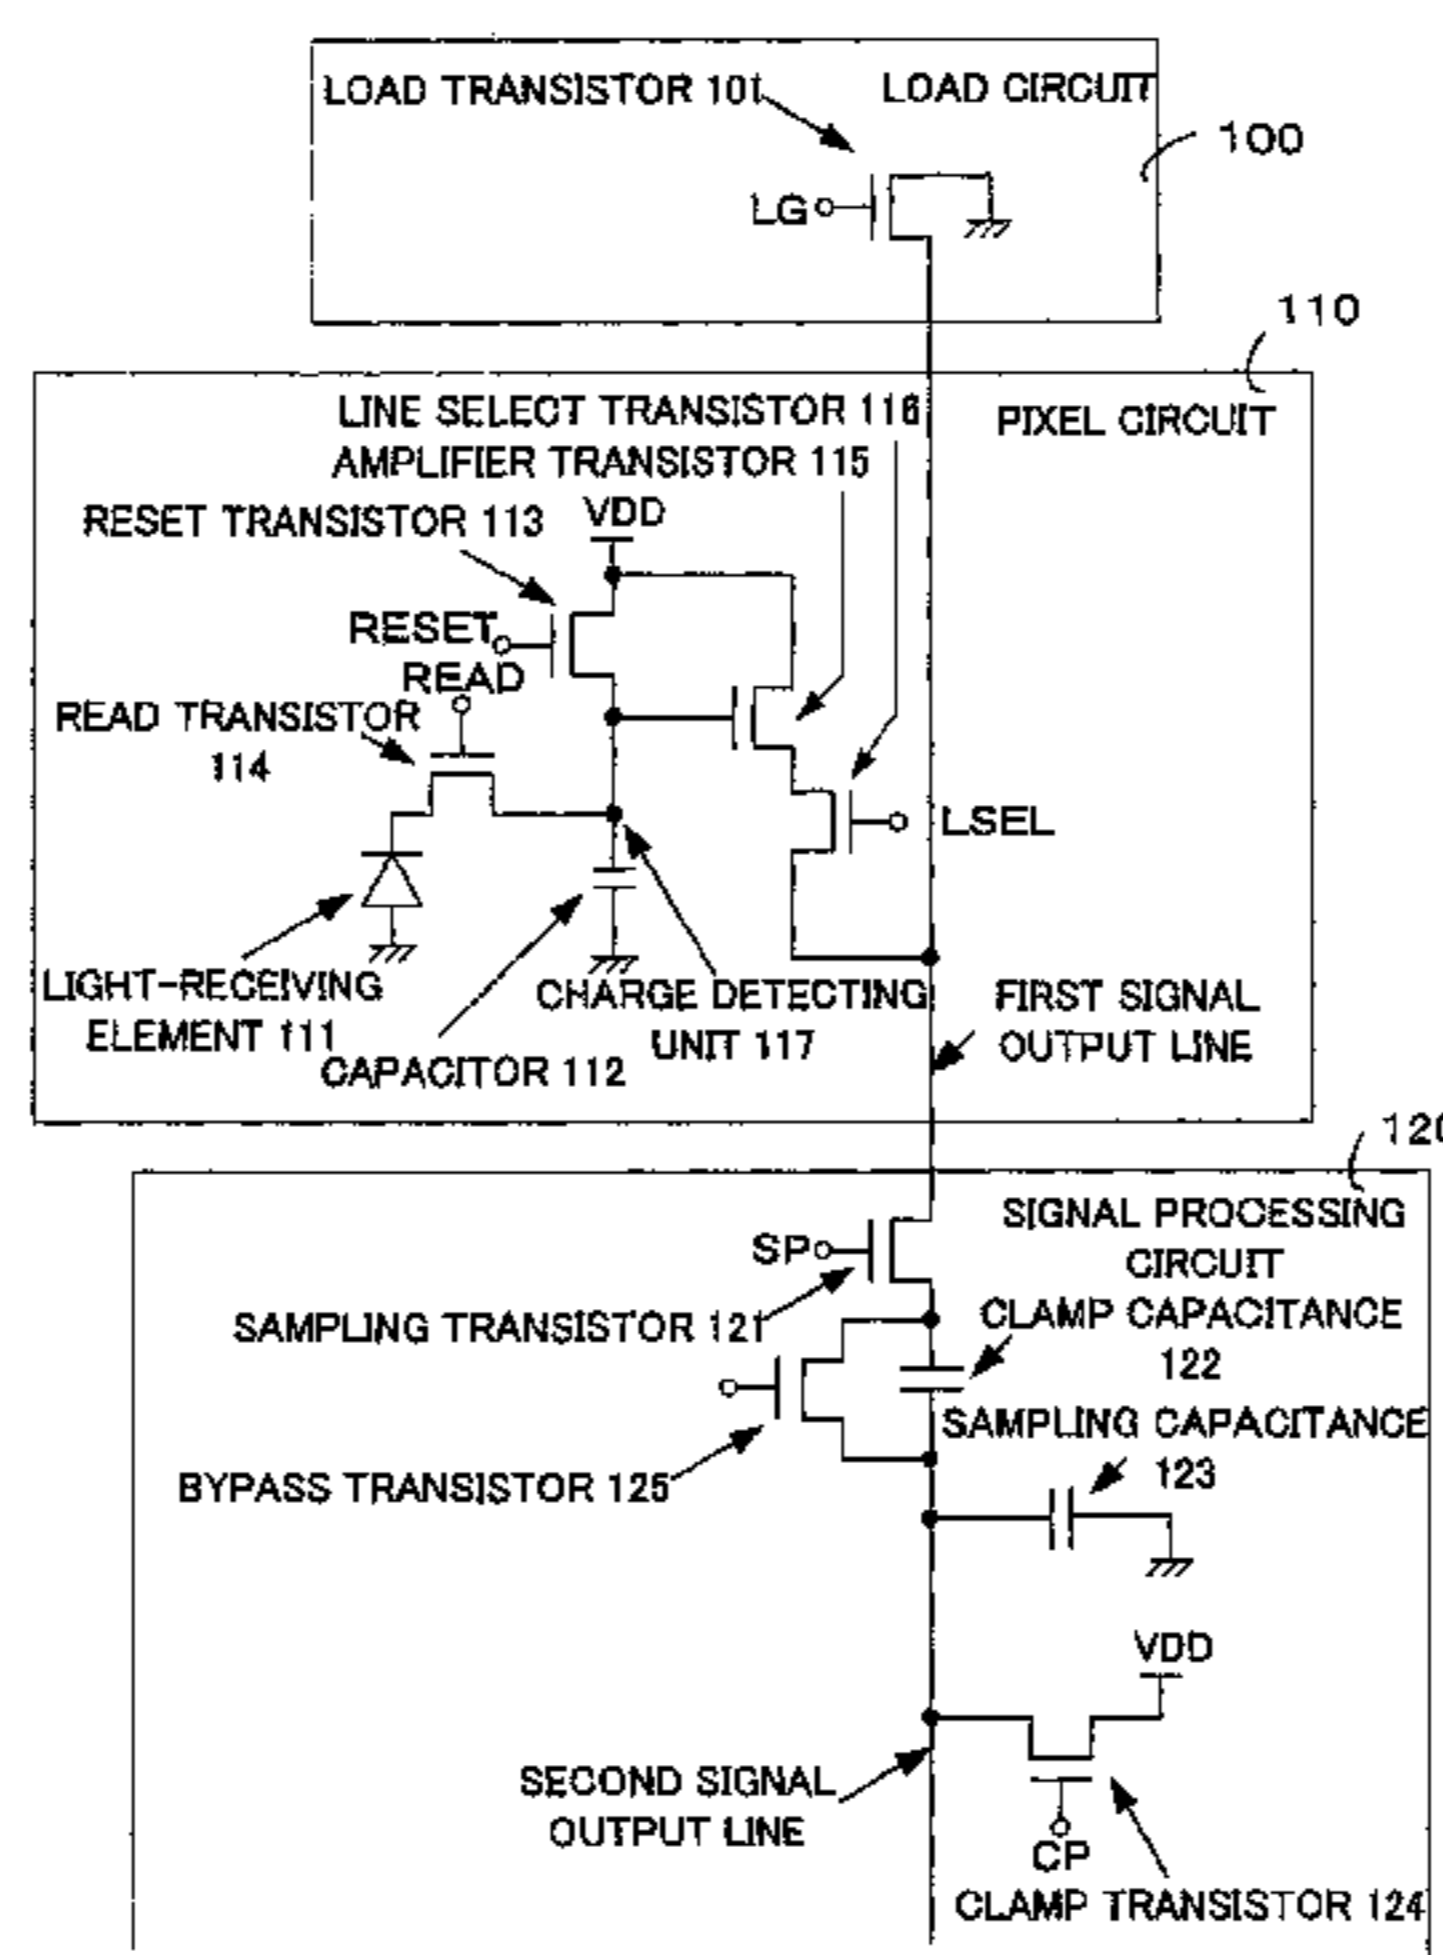 LOAD TRANSISTOR 101
LOAD CIRCUIT
100
LG
110
LINE SELECT TRANSISTOR 116
PIXEL CIRCUIT
AMPLIFIER TRANSISTOR 115
RESET TRANSISTOR 113
VDD
RESET
READ
READ TRANSISTOR
114
LSEL
LIGHT-RECEIVING
ELEMENT 111
CAPACITOR 112
CHARGE DETECTING
UNIT 117
FIRST SIGNAL
OUTPUT LINE
120
SIGNAL PROCESSING
CIRCUIT
SP
SAMPLING TRANSISTOR 121
CLAMP CAPACITANCE
122
SAMPLING CAPACITANCE
123
BYPASS TRANSISTOR 125
VDD
SECOND SIGNAL
OUTPUT LINE
CP
CLAMP TRANSISTOR 124